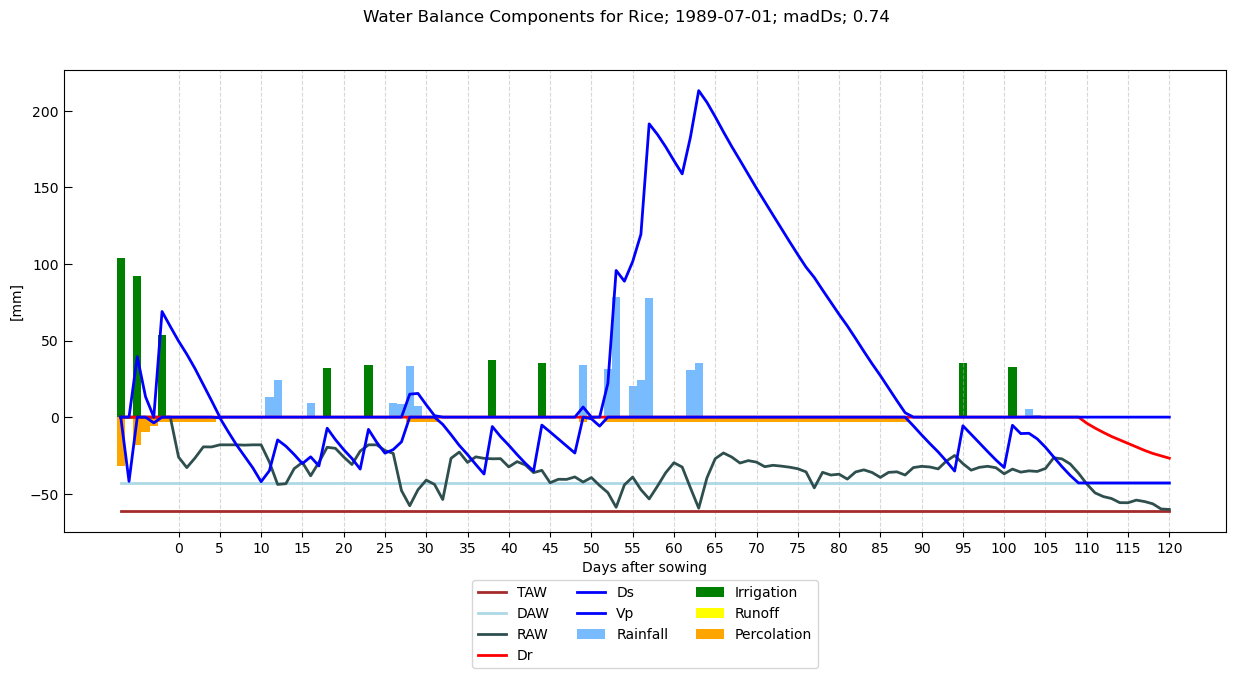 Water Balance Components for Rice; 1989-07-01; madDs; 0.74
200
150
100
50
0
−50
[mm]
0 5 10 15 20 25 30 35 40 45 50 55 60 65 70 75 80 85 90 95 100 105 110 115 120
Days after sowing
TAW Ds Irrigation
DAW Vp Runoff
RAW Rainfall Percolation
Dr